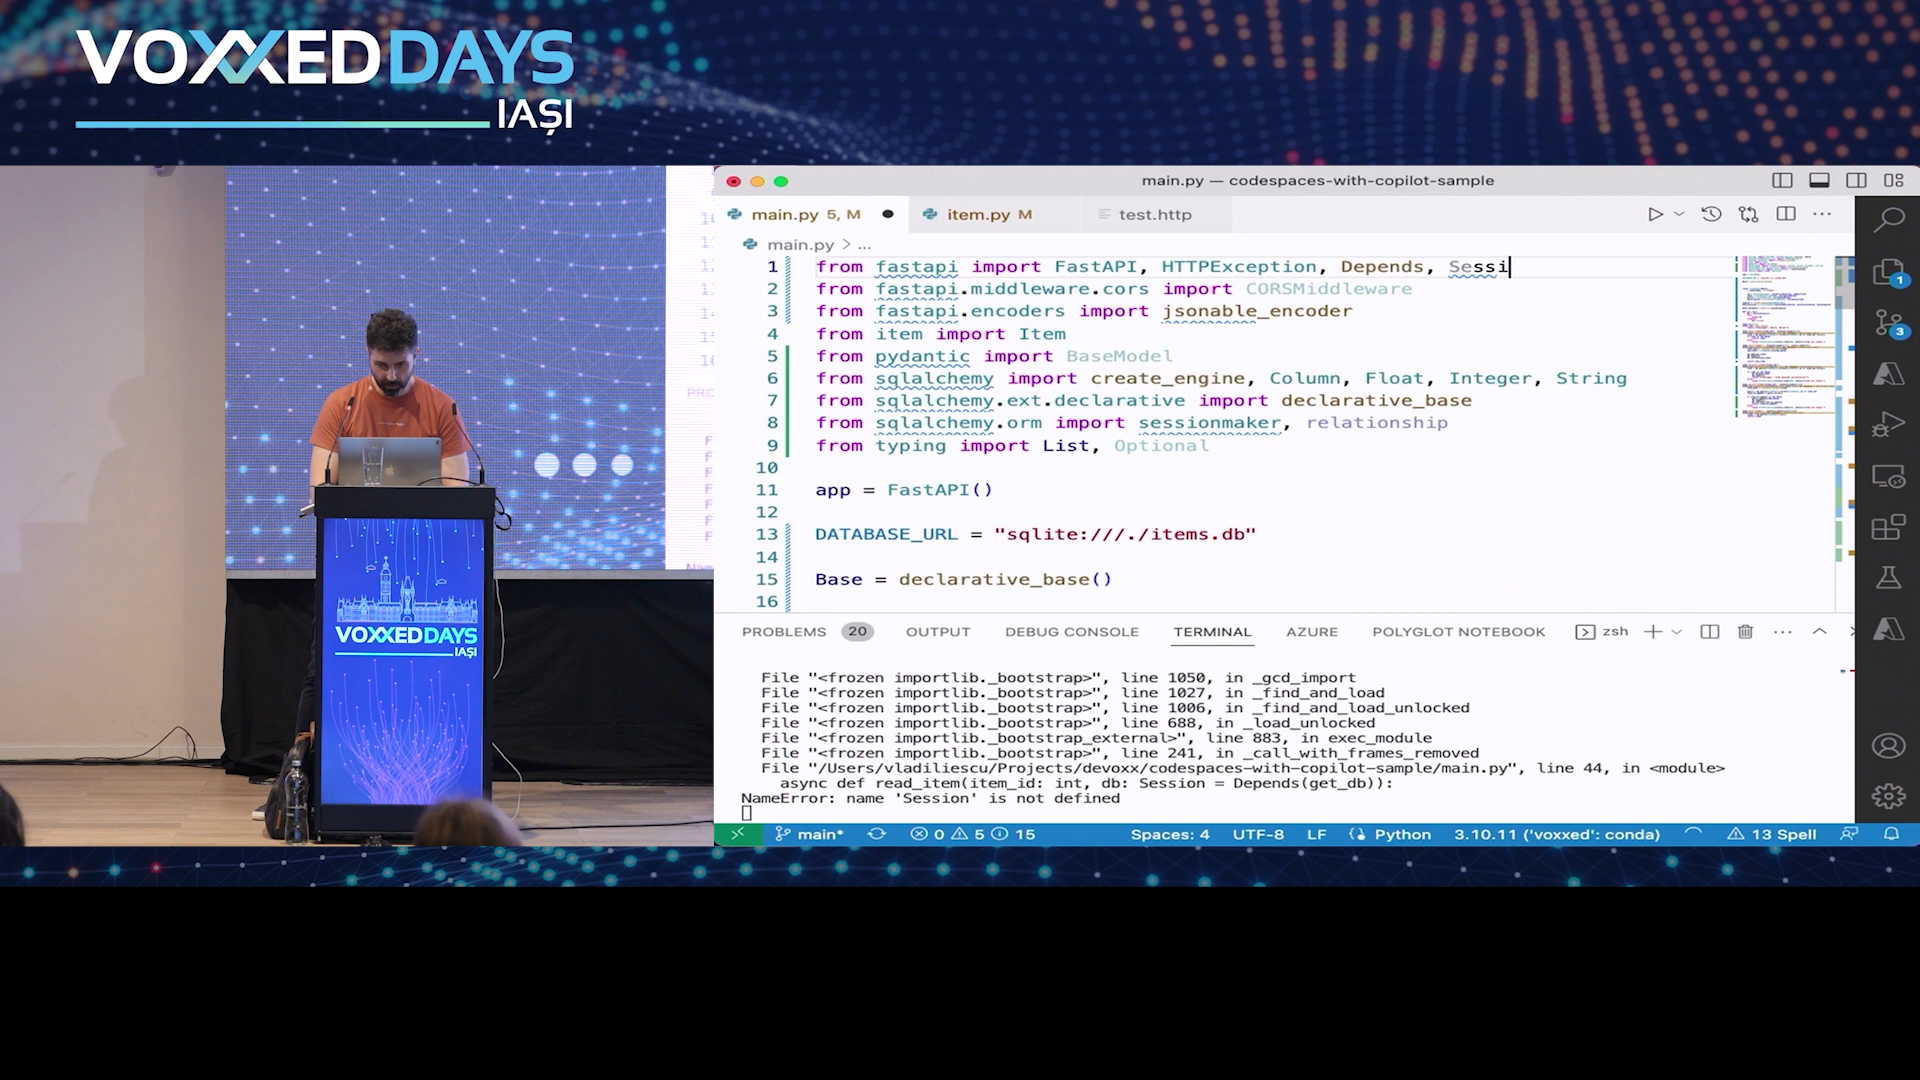 VOXXEDDAYS
IAȘI
main.py — codespaces-with-copilot-sample
main.py 5, M
item.py M
test.http
main.py > ...
1 from fastapi import FastAPI, HTTPException, Depends, Sessi
2 from fastapi.middleware.cors import CORSMiddleware
3 from fastapi.encoders import jsonable_encoder
4 from item import Item
5 from pydantic import BaseModel
6 from sqlalchemy import create_engine, Column, Float, Integer, String
7 from sqlalchemy.ext.declarative import declarative_base
8 from sqlalchemy.orm import sessionmaker, relationship
9 from typing import List, Optional
10
11 app = FastAPI()
12
13 DATABASE_URL = "sqlite:///./items.db"
14
15 Base = declarative_base()
16
PROBLEMS 20 OUTPUT DEBUG CONSOLE TERMINAL AZURE POLYGLOT NOTEBOOK zsh
File "<frozen importlib._bootstrap>", line 1050, in _gcd_import
File "<frozen importlib._bootstrap>", line 1027, in _find_and_load
File "<frozen importlib._bootstrap>", line 1006, in _find_and_load_unlocked
File "<frozen importlib._bootstrap>", line 688, in _load_unlocked
File "<frozen importlib._bootstrap_external>", line 883, in exec_module
File "<frozen importlib._bootstrap>", line 241, in _call_with_frames_removed
File "/Users/vladiliescu/Projects/devoxx/codespaces-with-copilot-sample/main.py", line 44, in <module>
async def read_item(item_id: int, db: Session = Depends(get_db)):
NameError: name 'Session' is not defined
main* 0 5 15 Spaces: 4 UTF-8 LF Python 3.10.11 ('voxxed': conda) 13 Spell
1
3
VOXXEDDAYS
IAȘI